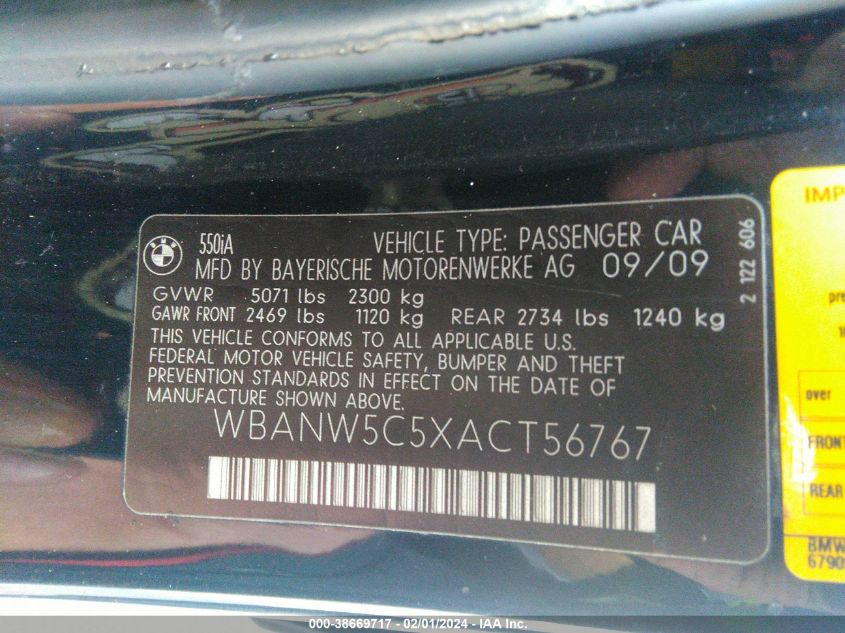 BMW
550iA
VEHICLE TYPE: PASSENGER CAR
MFD BY BAYERISCHE MOTORENWERKE AG 09/09
GVWR 5071 lbs 2300 kg
GAWR FRONT 2469 lbs 1120 kg REAR 2734 lbs 1240 kg
THIS VEHICLE CONFORMS TO ALL APPLICABLE U.S.
FEDERAL MOTOR VEHICLE SAFETY, BUMPER AND THEFT
PREVENTION STANDARDS IN EFFECT ON THE DATE OF
MANUFACTURE SHOWN ABOVE.
WBANW5C5XACT56767
2 122 606
IMP
pre
over
FRONT
REAR
BMW
6790
000-38669717 - 02/01/2024 - IAA Inc.